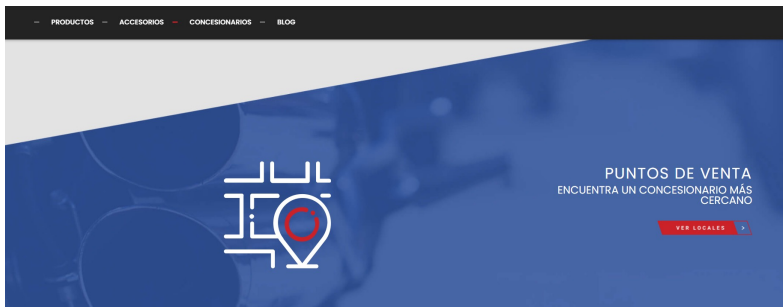 — PRODUCTOS — ACCESORIOS — CONCESIONARIOS — BLOG
PUNTOS DE VENTA
ENCUENTRA UN CONCESIONARIO MÁS
CERCANO
VER LOCALES >